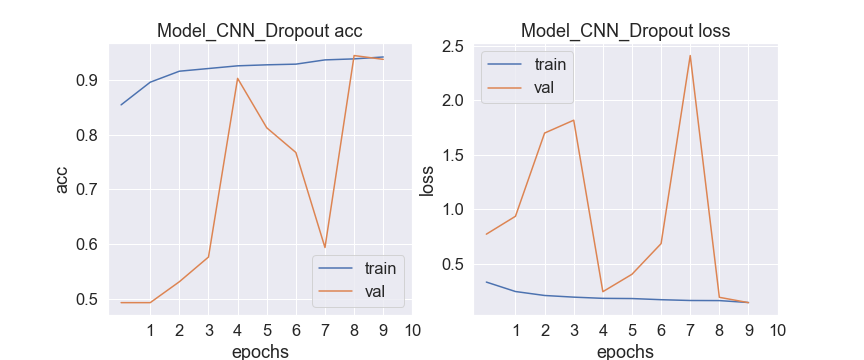 Model_CNN_Dropout acc
0.9
0.8
0.7
0.6
0.5
acc
train
val
1 2 3 4 5 6 7 8 9 10
epochs
Model_CNN_Dropout loss
2.5
2.0
1.5
1.0
0.5
loss
train
val
1 2 3 4 5 6 7 8 9 10
epochs